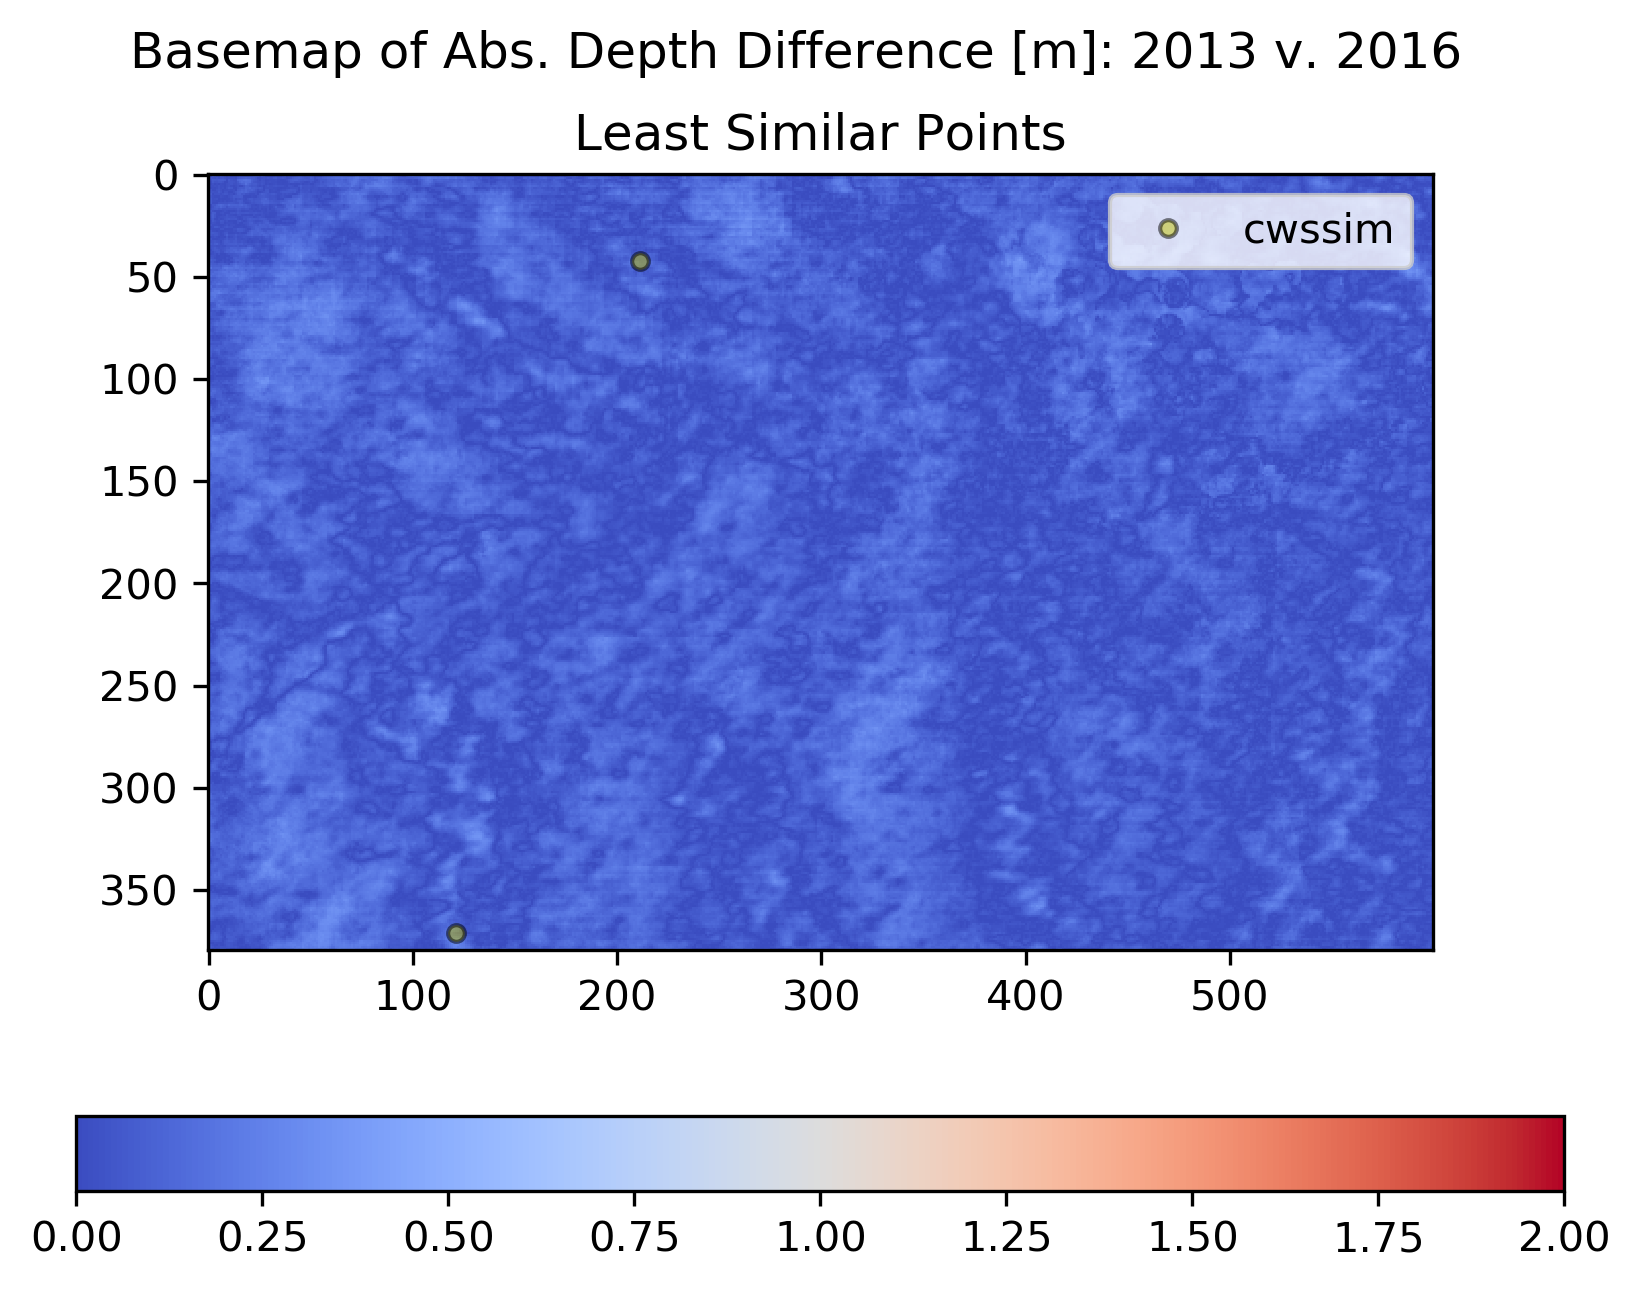 Basemap of Abs. Depth Difference [m]: 2013 v. 2016
Least Similar Points
cwssim
0
50
100
150
200
250
300
350
0 100 200 300 400 500
0.00 0.25 0.50 0.75 1.00 1.25 1.50 1.75 2.00